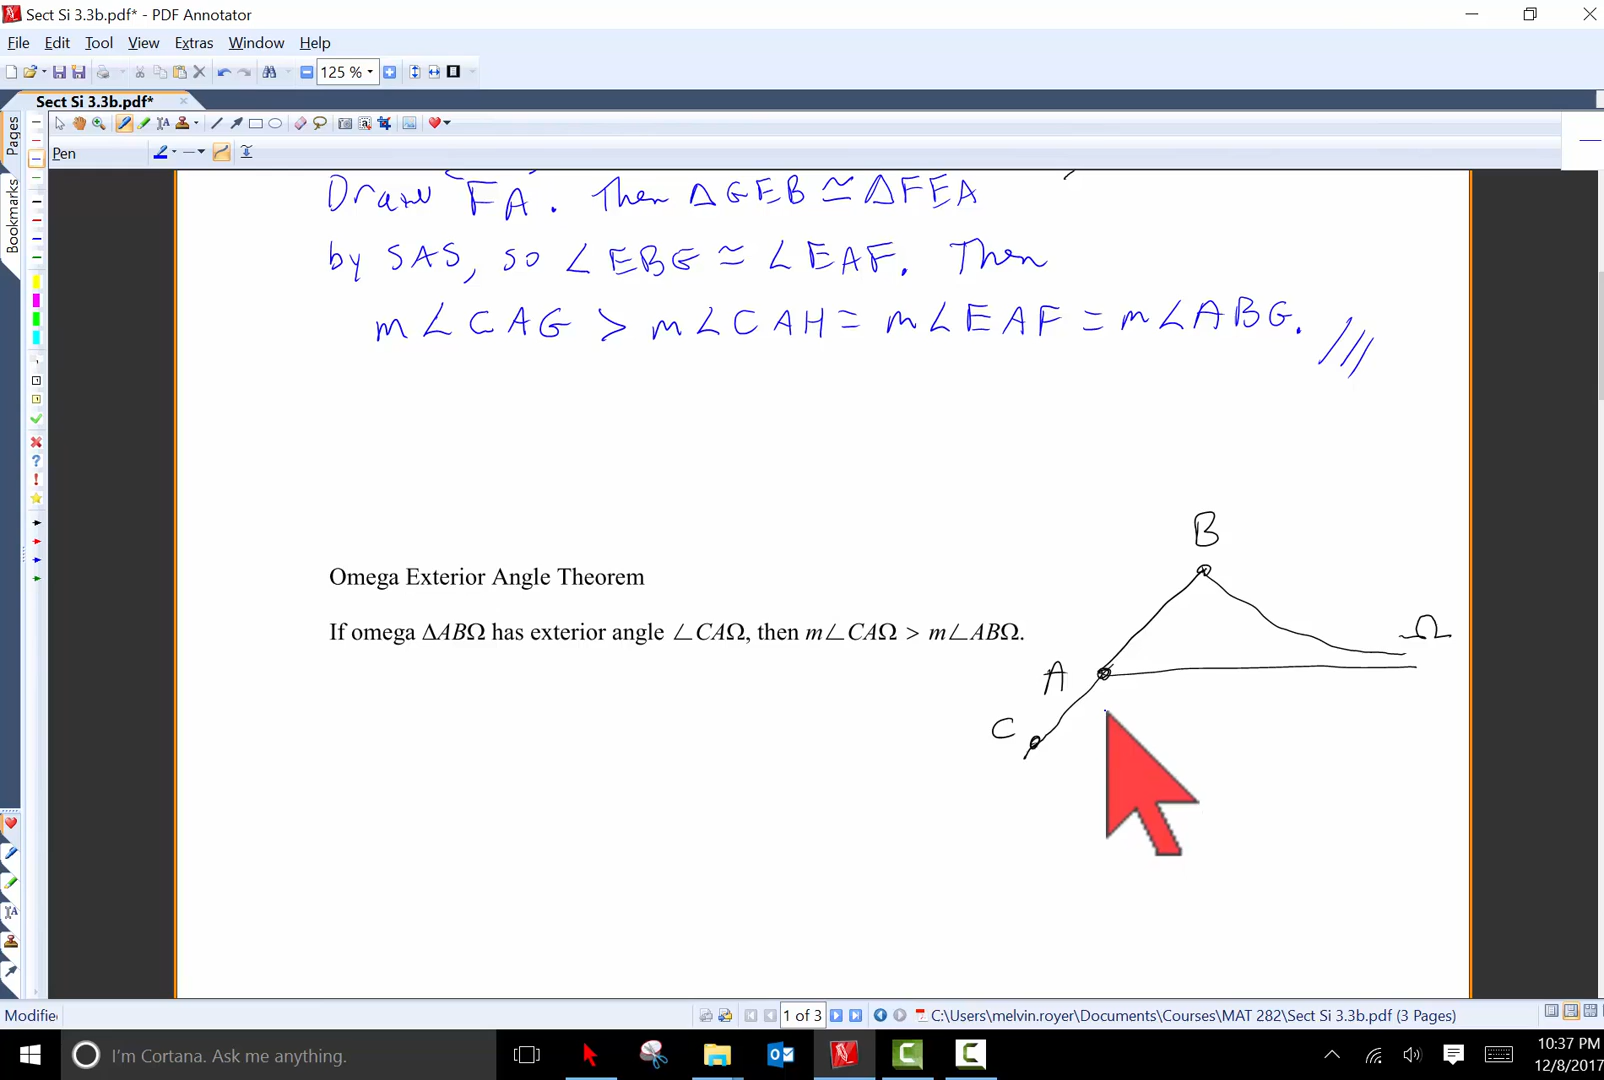 Sect Si 3.3b.pdf* - PDF Annotator
File Edit Tool View Extras Window Help
125 %
Sect Si 3.3b.pdf*
Pages
Bookmarks
Pen
Draw FA. Then ΔGEB ≅ ΔFEA
by SAS, so ∠EBG ≅ ∠EAF. Then
m∠CAG > m∠CAH = m∠EAF = m∠ABG. ///
B
Omega Exterior Angle Theorem
If omega ΔABΩ has exterior angle ∠CAΩ, then m∠CAΩ > m∠ABΩ.
Ω
A
C
Modifie
1 of 3
C:\Users\melvin.royer\Documents\Courses\MAT 282\Sect Si 3.3b.pdf (3 Pages)
I'm Cortana. Ask me anything.
10:37 PM
12/8/2017